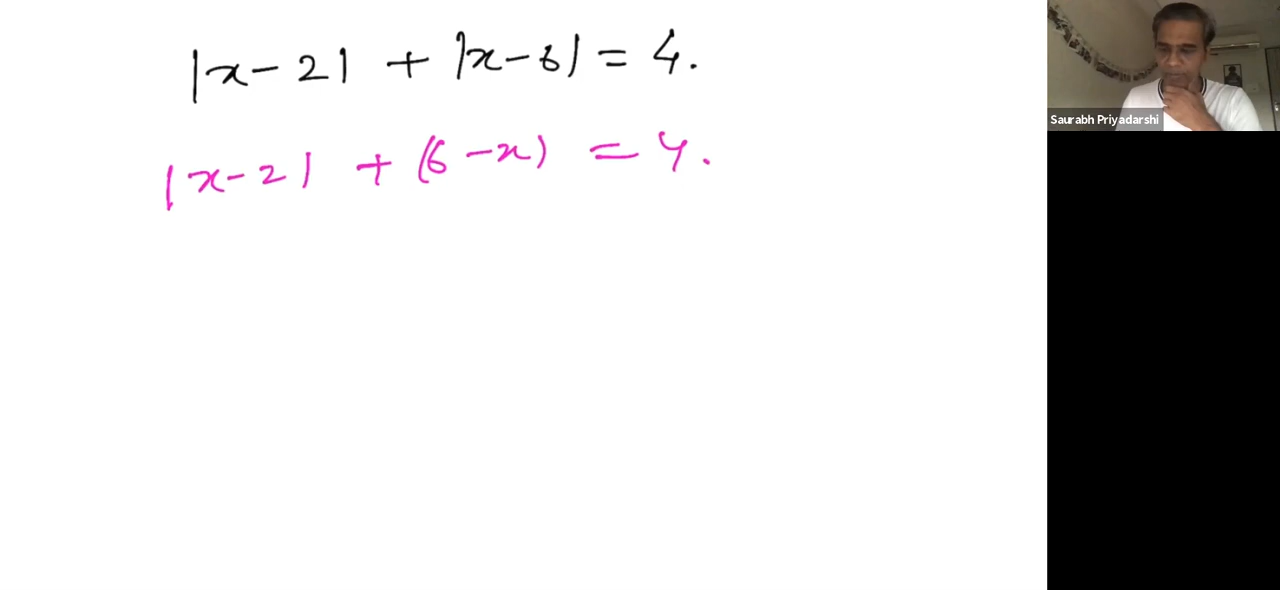 |x-2| + |x-6| = 4.
|x-2| + (6-x) = 4.
Saurabh Priyadarshi